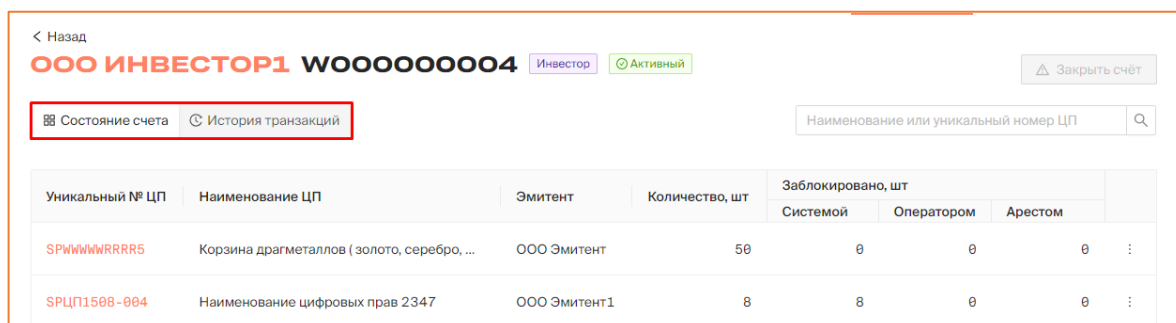 Назад
ООО ИНВЕСТОР1 W000000004 Инвестор Активный
Закрыть счёт
Состояние счета История транзакций
Наименование или уникальный номер ЦП
Уникальный № ЦП Наименование ЦП Эмитент Количество, шт Заблокировано, шт
Системой Оператором Арестом
SPWWWWRRRR5 Корзина драгметаллов ( золото, серебро, ... ООО Эмитент 50 0 0 0
SPЦП1508-004 Наименование цифровых прав 2347 ООО Эмитент1 8 8 0 0